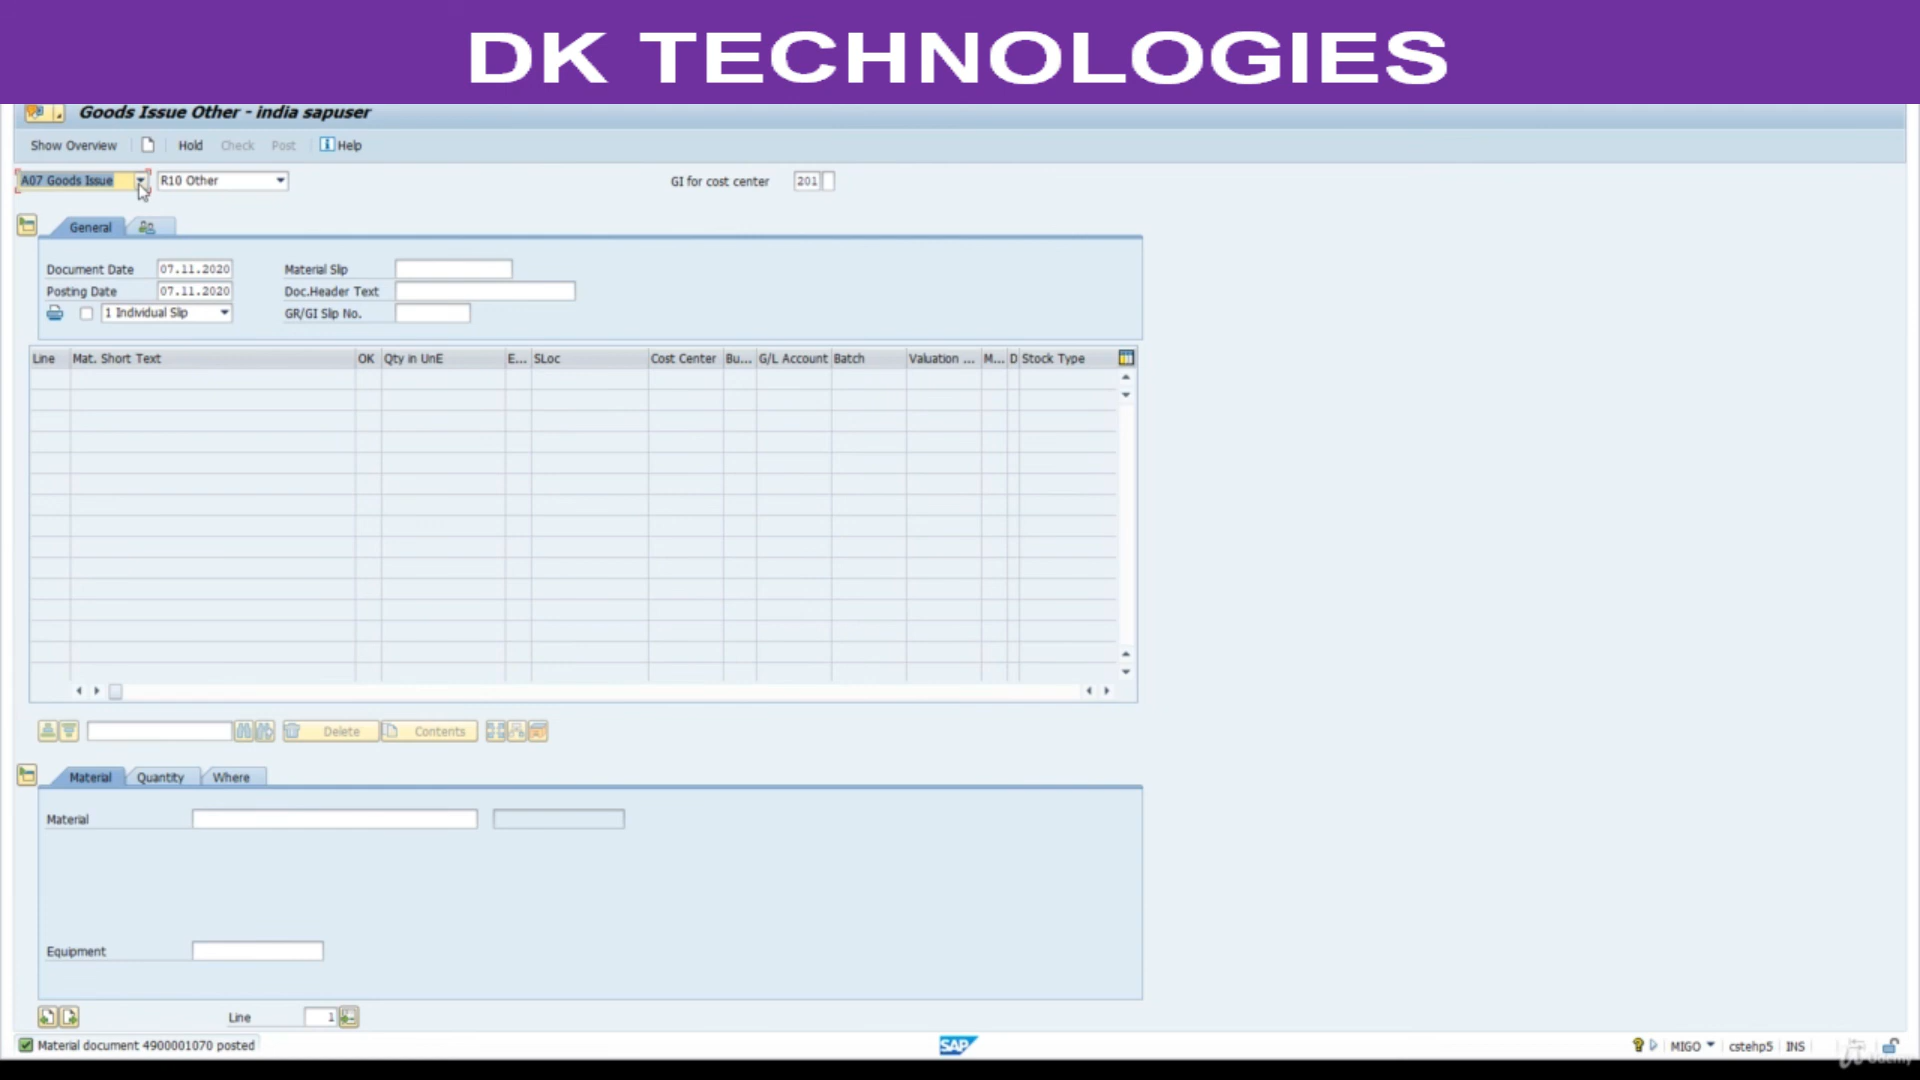 DK TECHNOLOGIES
Goods Issue Other - india sapuser
Show Overview Hold Check Post Help
A07 Goods Issue R10 Other GI for cost center 201
General
Document Date 07.11.2020 Material Slip
Posting Date 07.11.2020 Doc.Header Text
1 Individual Slip GR/GI Slip No.
Line Mat. Short Text OK Qty in UnE E... SLoc Cost Center Bu... G/L Account Batch Valuation ... M... D Stock Type
Delete Contents
Material Quantity Where
Material
Equipment
Line 1
Material document 4900001070 posted SAP MIGO cstehp5 INS
Udemy